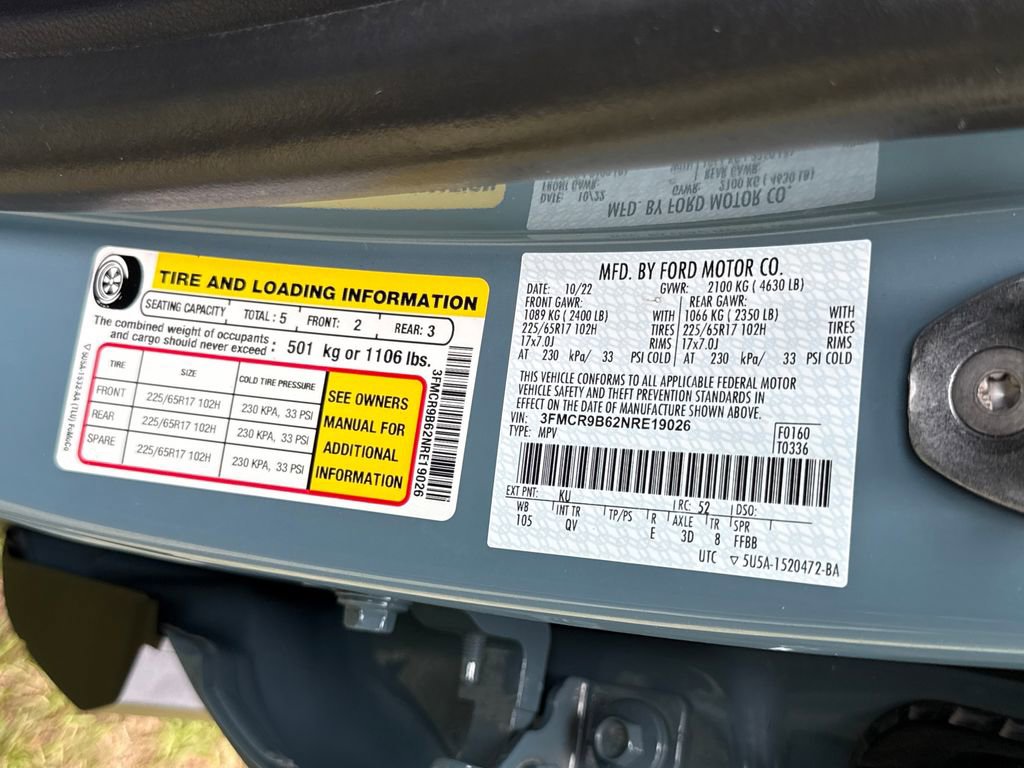 TIRE AND LOADING INFORMATION
SEATING CAPACITY TOTAL : 5 FRONT: 2 REAR: 3
The combined weight of occupants and cargo should never exceed : 501 kg or 1106 lbs.
TIRE SIZE COLD TIRE PRESSURE
FRONT 225/65R17 102H 230 KPA, 33 PSI
REAR 225/65R17 102H 230 KPA, 33 PSI
SPARE 225/65R17 102H 230 KPA, 33 PSI
SEE OWNERS
MANUAL FOR
ADDITIONAL
INFORMATION
3FMCR9B62NRE19026
MFD. BY FORD MOTOR CO.
DATE: 10/22 GVWR: 2100 KG ( 4630 LB)
FRONT GAWR: REAR GAWR:
1089 KG ( 2400 LB) WITH 1066 KG ( 2350 LB) WITH
225/65R17 102H TIRES 225/65R17 102H TIRES
17x7.0J RIMS 17x7.0J RIMS
AT 230 kPa/ 33 PSI COLD AT 230 kPa/ 33 PSI COLD
THIS VEHICLE CONFORMS TO ALL APPLICABLE FEDERAL MOTOR
VEHICLE SAFETY AND THEFT PREVENTION STANDARDS IN
EFFECT ON THE DATE OF MANUFACTURE SHOWN ABOVE.
VIN: 3FMCR9B62NRE19026
TYPE: MPV
F0160
T0336
EXT PNT: KU RC: 52 DSO:
WB INT TR TP/PS R AXLE TR SPR
105 QV E 3D 8 FFBB
UTC ▽ 5U5A-1520472-BA